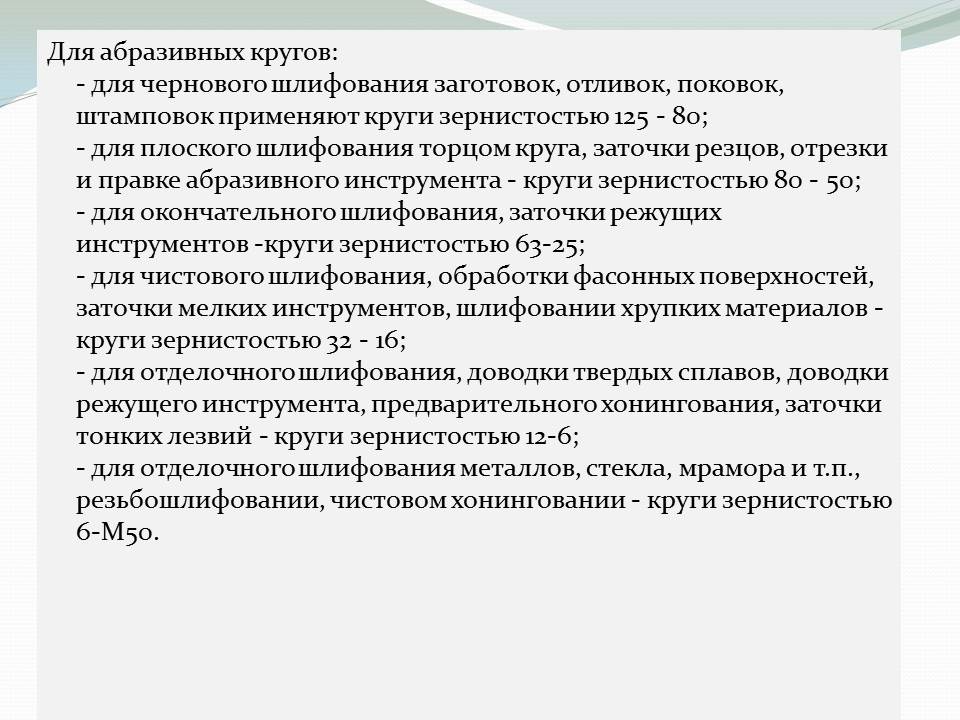 Для абразивных кругов:
- для чернового шлифования заготовок, отливок, поковок,
штамповок применяют круги зернистостью 125 - 80;
- для плоского шлифования торцом круга, заточки резцов, отрезки
и правке абразивного инструмента - круги зернистостью 80 - 50;
- для окончательного шлифования, заточки режущих
инструментов -круги зернистостью 63-25;
- для чистового шлифования, обработки фасонных поверхностей,
заточки мелких инструментов, шлифовании хрупких материалов -
круги зернистостью 32 - 16;
- для отделочного шлифования, доводки твердых сплавов, доводки
режущего инструмента, предварительного хонингования, заточки
тонких лезвий - круги зернистостью 12-6;
- для отделочного шлифования металлов, стекла, мрамора и т.п.,
резьбошлифовании, чистовом хонинговании - круги зернистостью
6-М50.